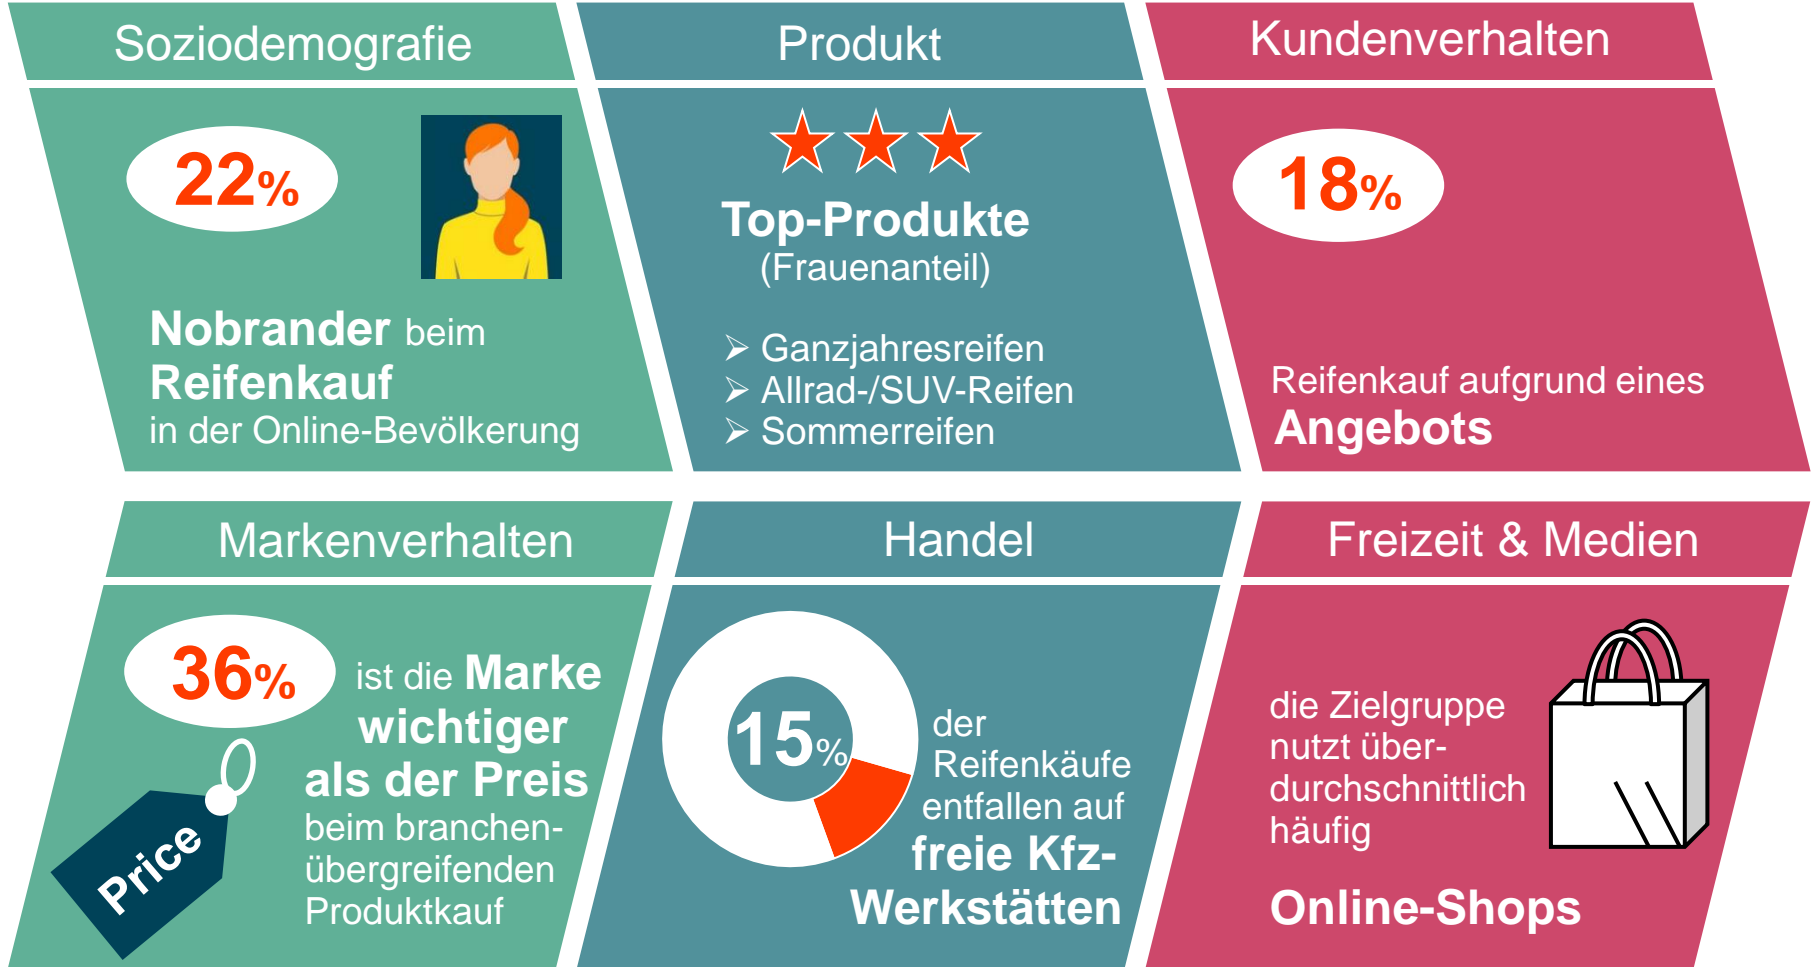 Soziodemografie
22%
Nobrander beim
Reifenkauf
in der Online-Bevölkerung
Produkt
Top-Produkte
(Frauenanteil)
➢ Ganzjahresreifen
➢ Allrad-/SUV-Reifen
➢ Sommerreifen
Kundenverhalten
18%
Reifenkauf aufgrund eines
Angebots
Markenverhalten
36%
ist die Marke
wichtiger
als der Preis
beim branchen-
übergreifenden
Produktkauf
Price
Handel
15%
der
Reifenkäufe
entfallen auf
freie Kfz-
Werkstätten
Freizeit & Medien
die Zielgruppe
nutzt über-
durchschnittlich
häufig
Online-Shops